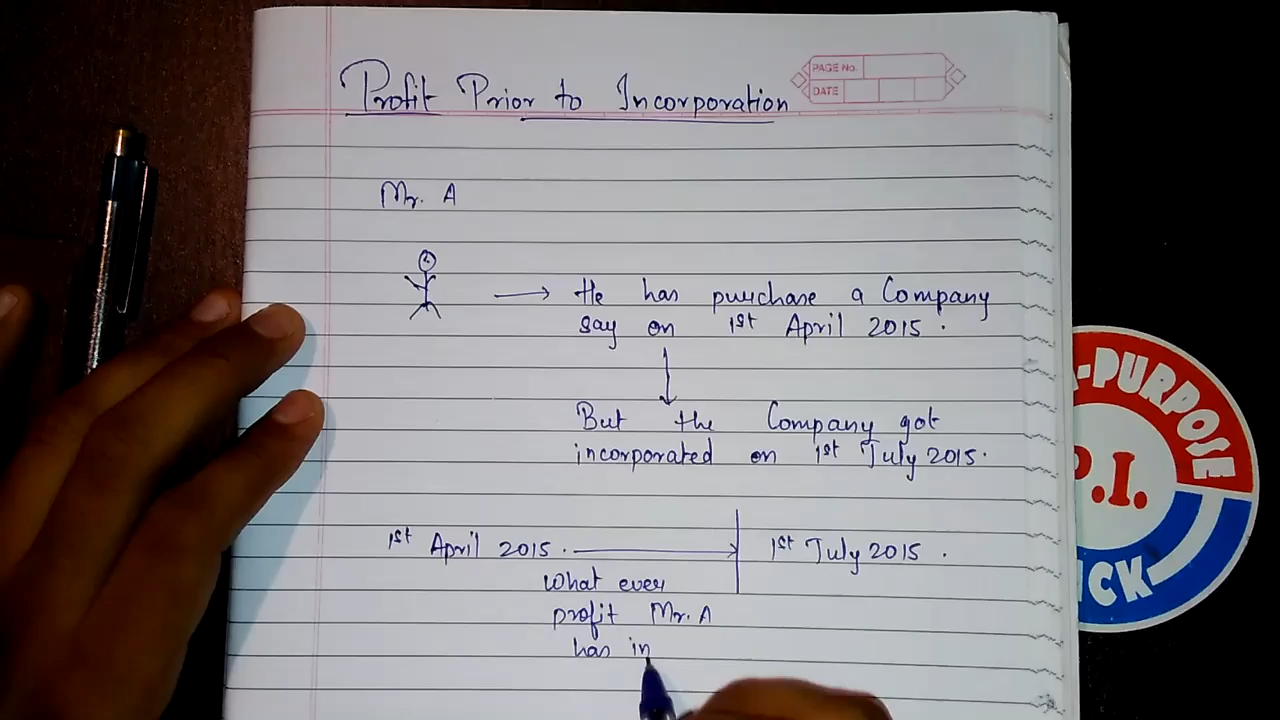 Profit Prior to Incorporation
PAGE No.
DATE
Mr. A
He has purchase a Company
say on 1st April 2015.
But the Company got
incorporated on 1st July 2015.
1st April 2015. 1st July 2015.
What ever
profit Mr. A
has in
-PURPOSE
P.I.
CK